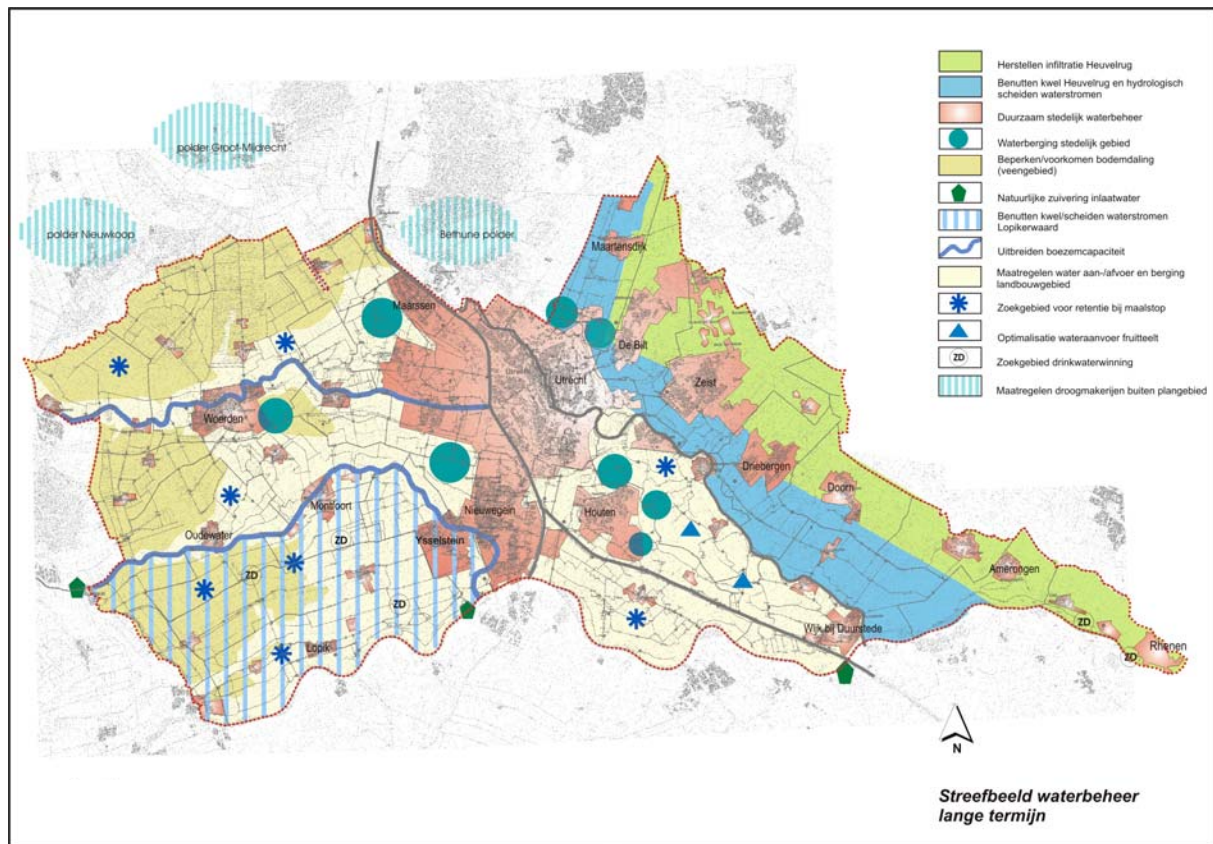 Herstellen infiltratie Heuvelrug
Benutten kwel Heuvelrug en hydrologisch
scheiden waterstromen
Duurzaam stedelijk waterbeheer
Waterberging stedelijk gebied
Beperken/voorkomen bodemdaling
(veengebied)
Natuurlijke zuivering inlaatwater
Benutten kwel/scheiden waterstromen
Lopikerwaard
Uitbreiden boezemcapaciteit
Maatregelen water aan-/afvoer en berging
landbouwgebied
Zoekgebied voor retentie bij maalstop
Optimalisatie wateraanvoer fruitteelt
ZD
Zoekgebied drinkwaterwinning
Maatregelen droogmakerijen buiten plangebied
polder Groot-Mijdrecht
polder Nieuwkoop
Bethune polder
Maartensdijk
Maarssen
De Bilt
Utrecht
Zeist
Woerden
Driebergen
Doorn
Montfoort
Nieuwegein
Houten
Oudewater
Ysselstein
ZD
ZD
Amerongen
ZD
Wijk bij Duurstede
ZD
Lopik
Rhenen
ZD
N
Streefbeeld waterbeheer
lange termijn